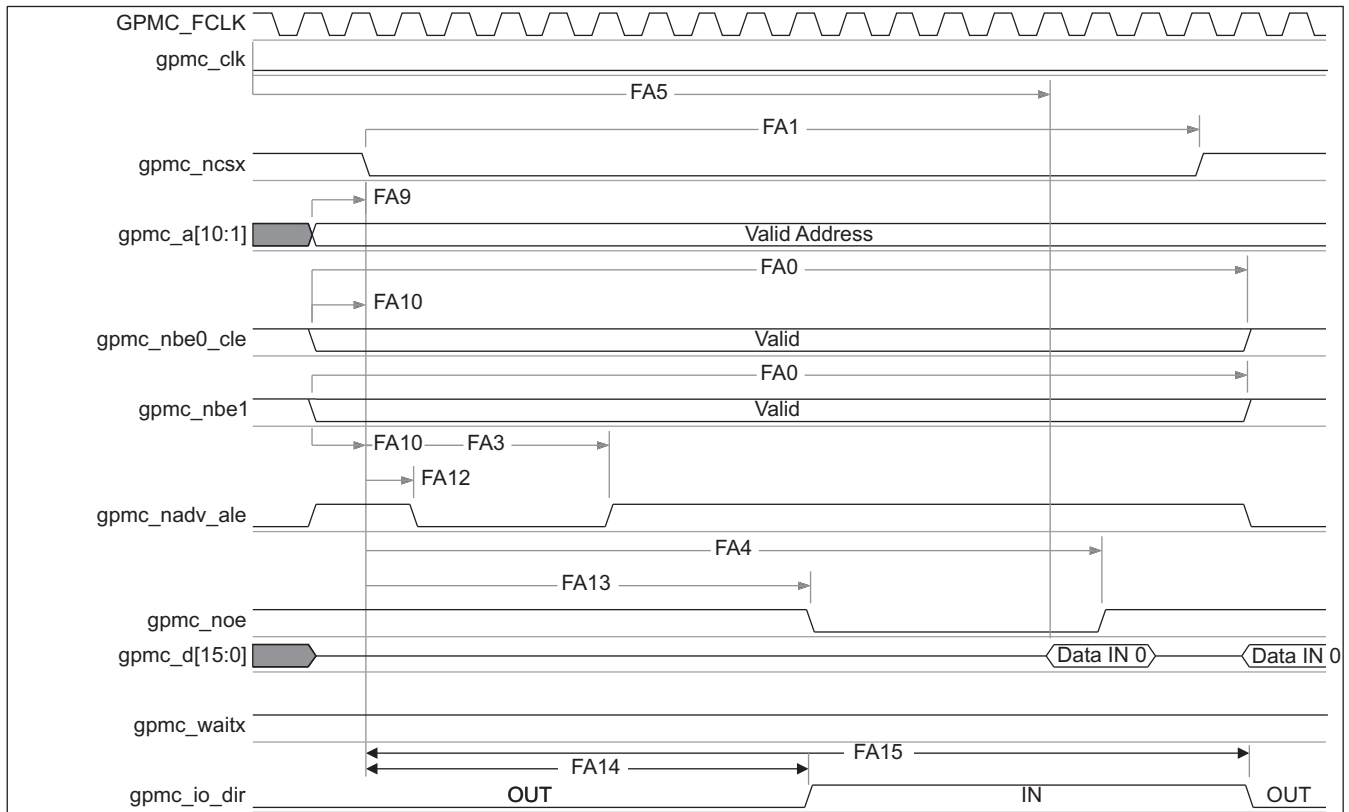 GPMC_FCLK
gpmc_clk
FA5
FA1
gpmc_ncsx
FA9
gpmc_a[10:1]
Valid Address
FA0
FA10
gpmc_nbe0_cle
Valid
FA0
gpmc_nbe1
Valid
FA10 FA3
FA12
gpmc_nadv_ale
FA4
FA13
gpmc_noe
gpmc_d[15:0]
Data IN 0
Data IN 0
gpmc_waitx
FA15
FA14
gpmc_io_dir
OUT
IN
OUT